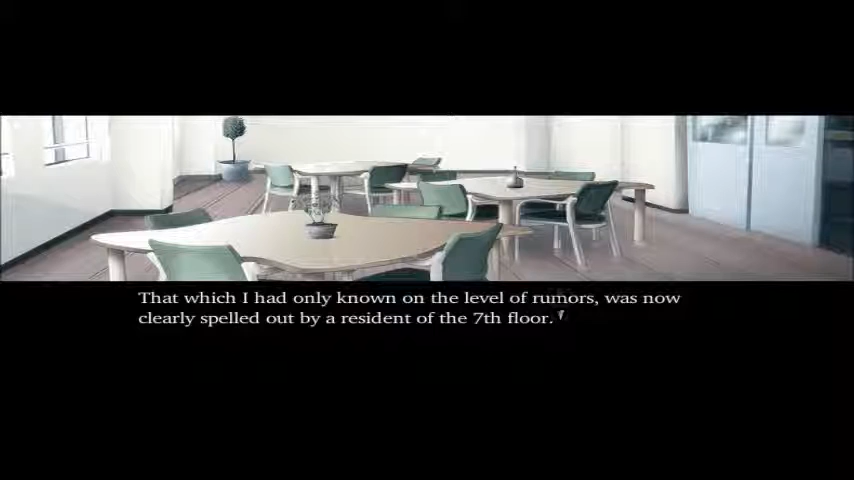 That which I had only known on the level of rumors, was now
clearly spelled out by a resident of the 7th floor.